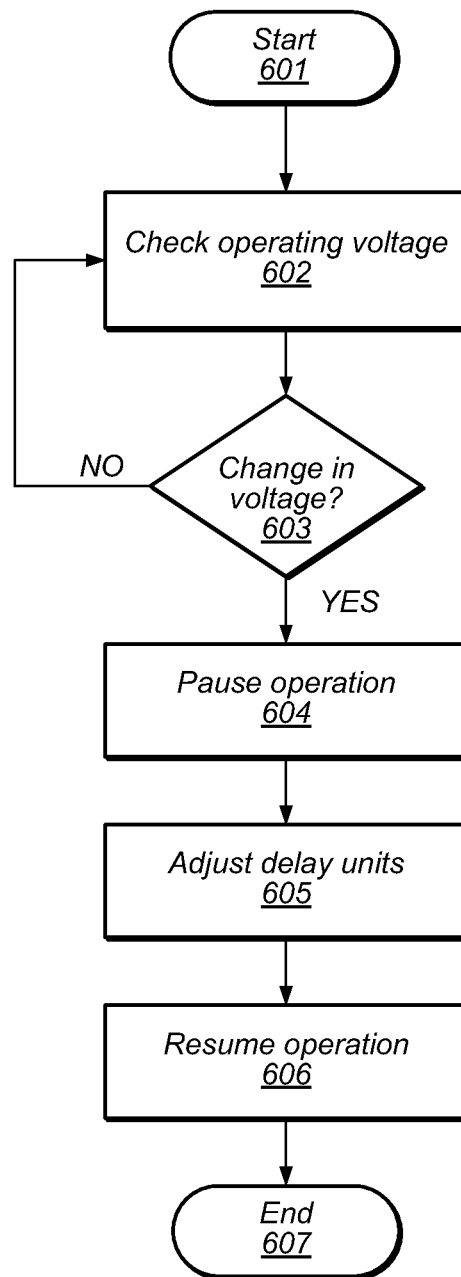 Start
601
Check operating voltage
602
NO
Change in
voltage?
603
YES
Pause operation
604
Adjust delay units
605
Resume operation
606
End
607